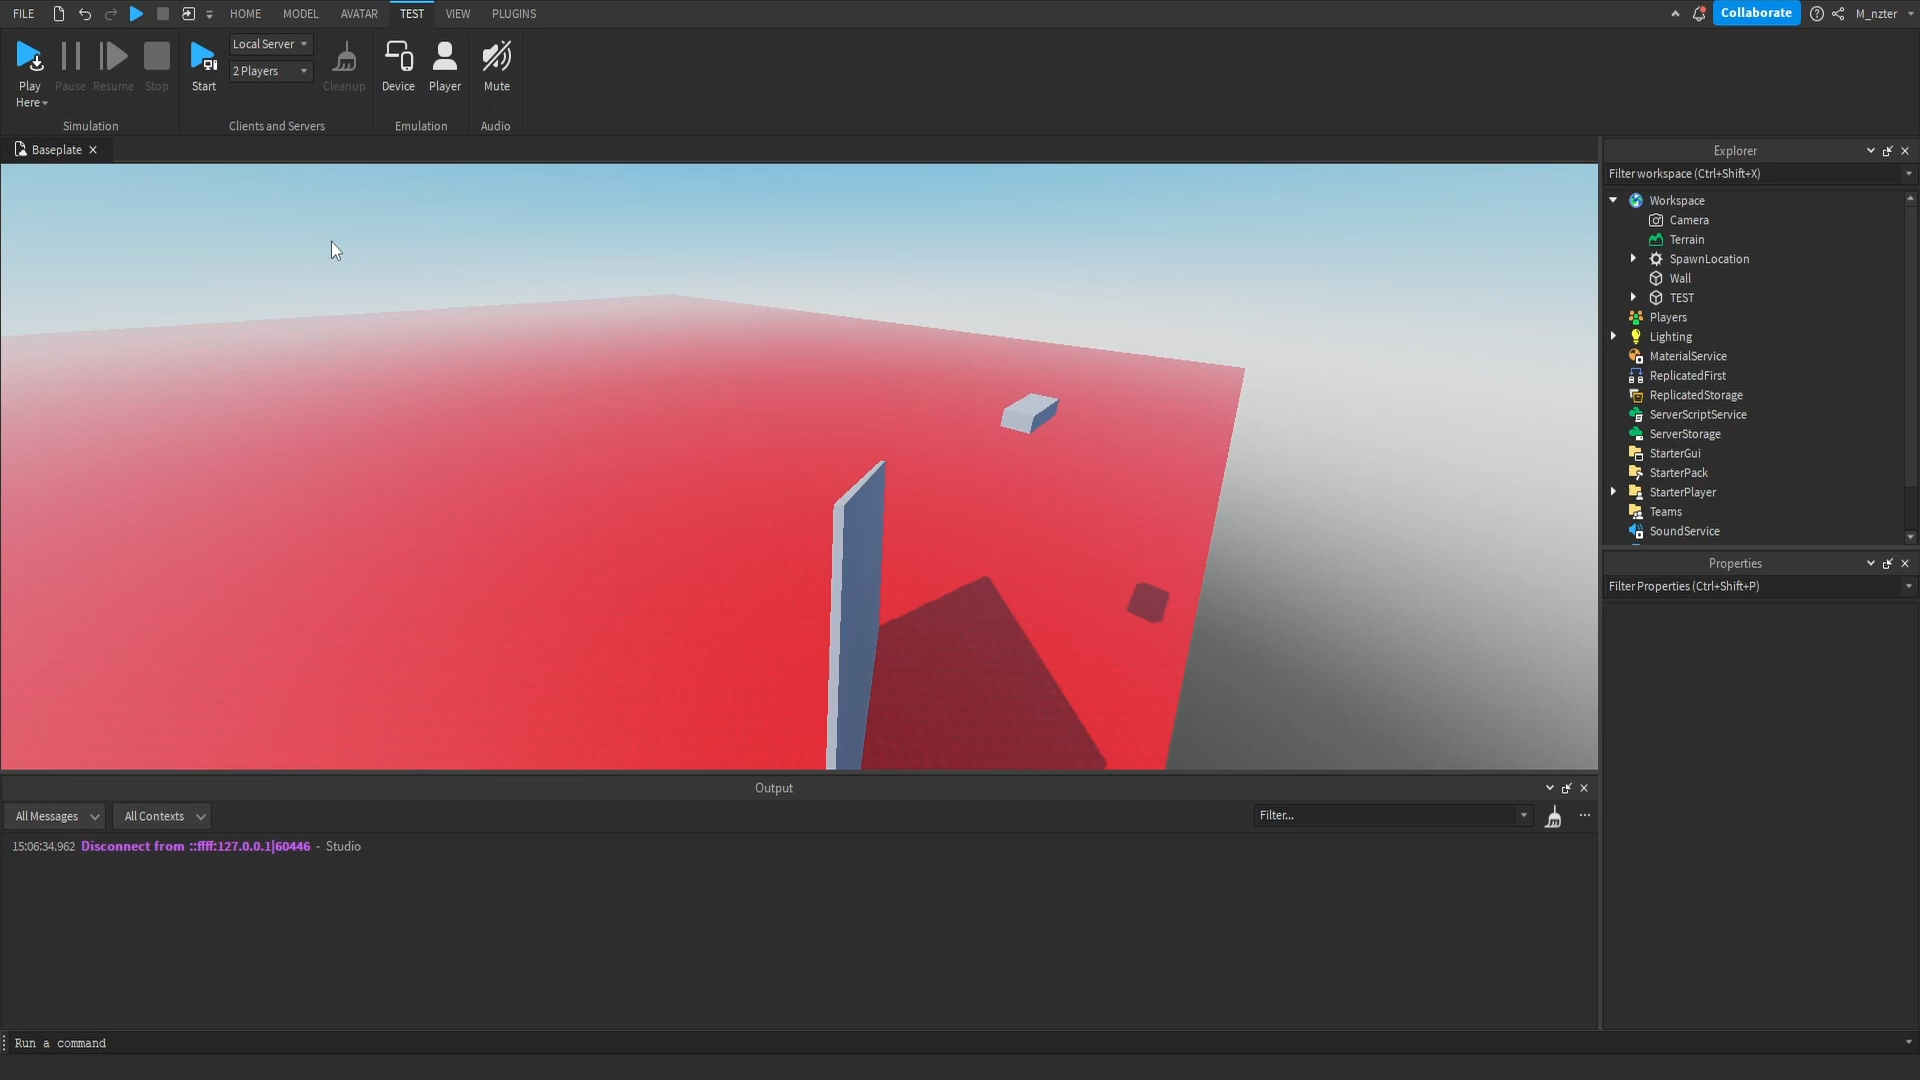 FILE HOME MODEL AVATAR TEST VIEW PLUGINS Collaborate M_nzter
Play Here Pause Resume Stop
Simulation
Start Local Server Cleanup
2 Players
Clients and Servers
Device Player
Emulation
Mute
Audio
Baseplate
Explorer
Filter workspace (Ctrl+Shift+X)
Workspace
Camera
Terrain
SpawnLocation
Wall
TEST
Players
Lighting
MaterialService
ReplicatedFirst
ReplicatedStorage
ServerScriptService
ServerStorage
StarterGui
StarterPack
StarterPlayer
Teams
SoundService
Properties
Filter Properties (Ctrl+Shift+P)
Output
All Messages All Contexts Filter... ...
15:06:34.962 Disconnect from ::ffff:127.0.0.1|60446 - Studio
Run a command